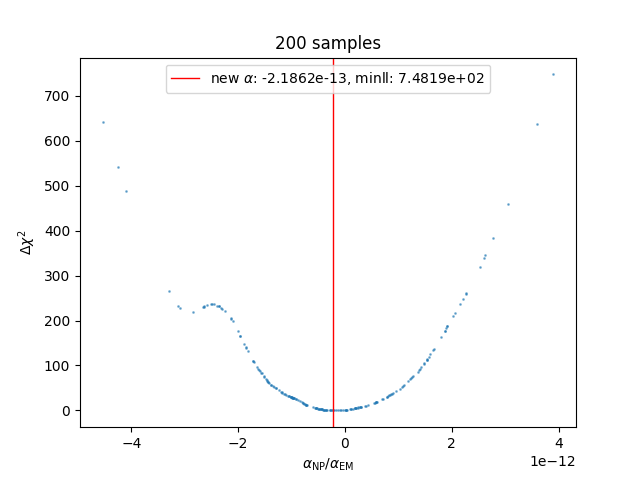 200 samples
new α: -2.1862e-13, minll: 7.4819e+02
Δχ²
700
600
500
400
300
200
100
0
−4 −2 0 2 4
1e−12
α_NP/α_EM